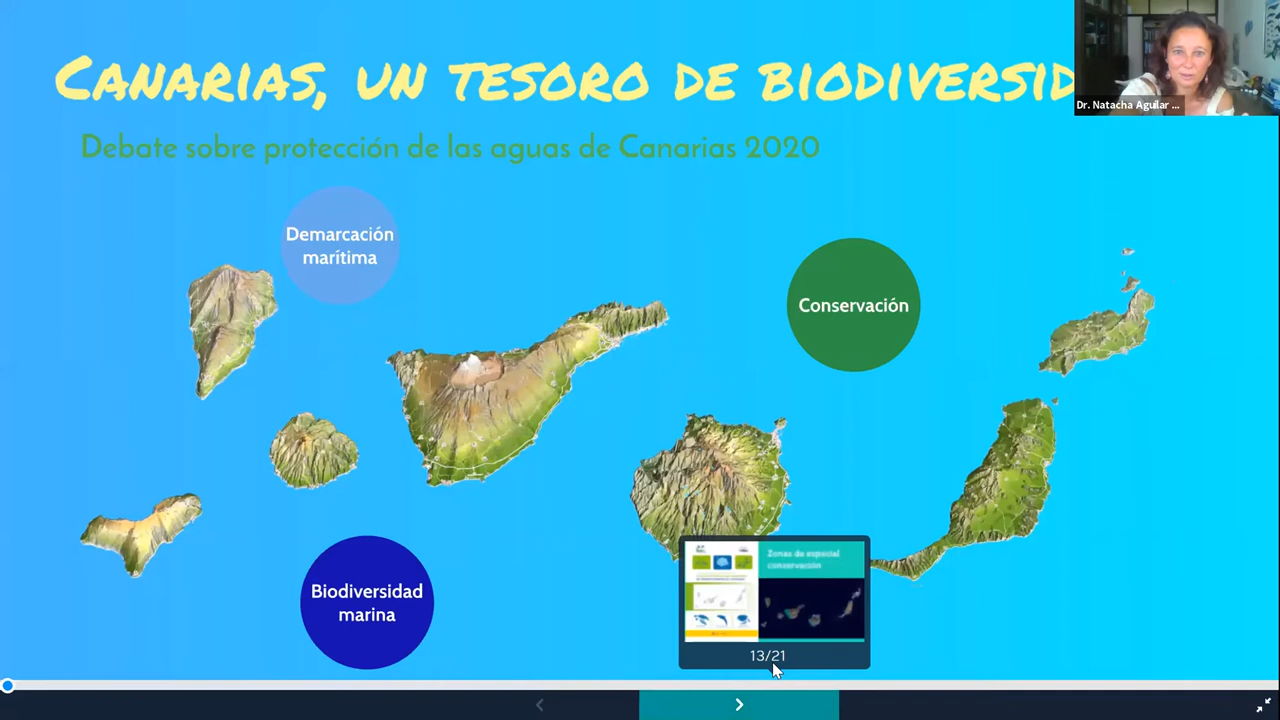 CANARIAS, UN TESORO DE BIODIVERSID
Dr. Natacha Aguilar ...
Debate sobre protección de las aguas de Canarias 2020
Demarcación
marítima
Conservación
Biodiversidad
marina
Zonas de especial
conservación
13/21